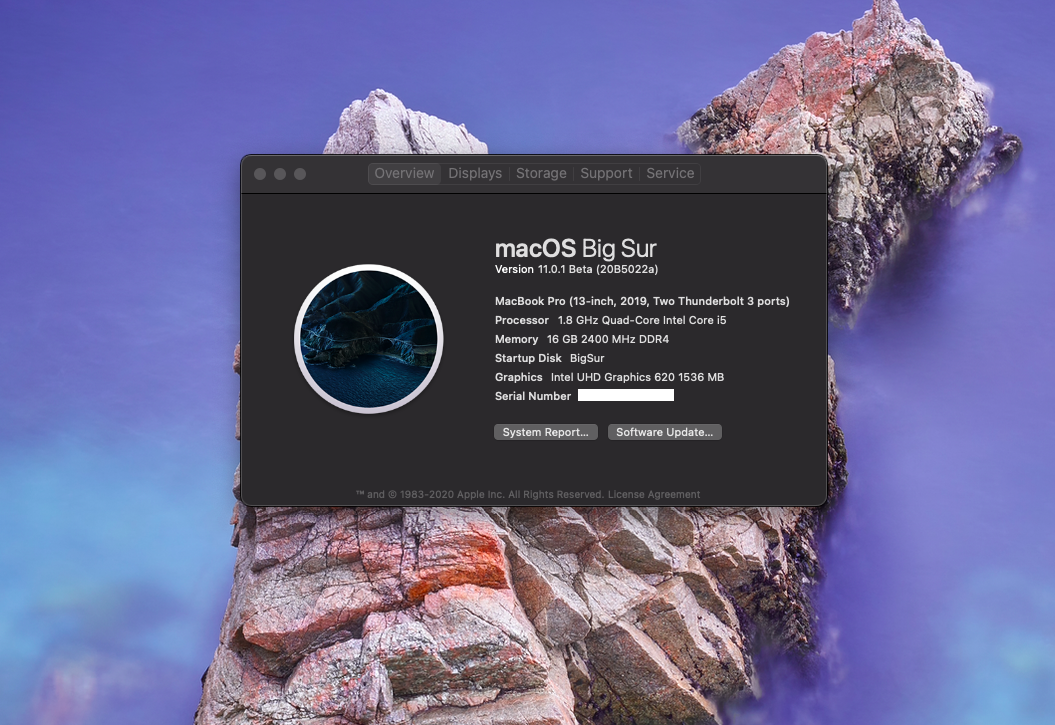 Overview Displays Storage Support Service
macOS Big Sur
Version 11.0.1 Beta (20B5022a)
MacBook Pro (13-inch, 2019, Two Thunderbolt 3 ports)
Processor 1.8 GHz Quad-Core Intel Core i5
Memory 16 GB 2400 MHz DDR4
Startup Disk BigSur
Graphics Intel UHD Graphics 620 1536 MB
Serial Number
System Report... Software Update...
™ and © 1983-2020 Apple Inc. All Rights Reserved. License Agreement